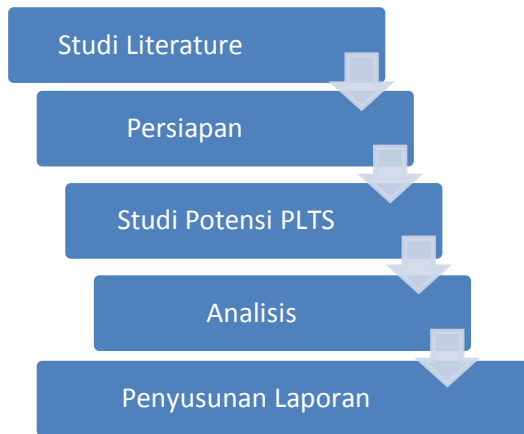 Studi Literature
Persiapan
Studi Potensi PLTS
Analisis
Penyusunan Laporan